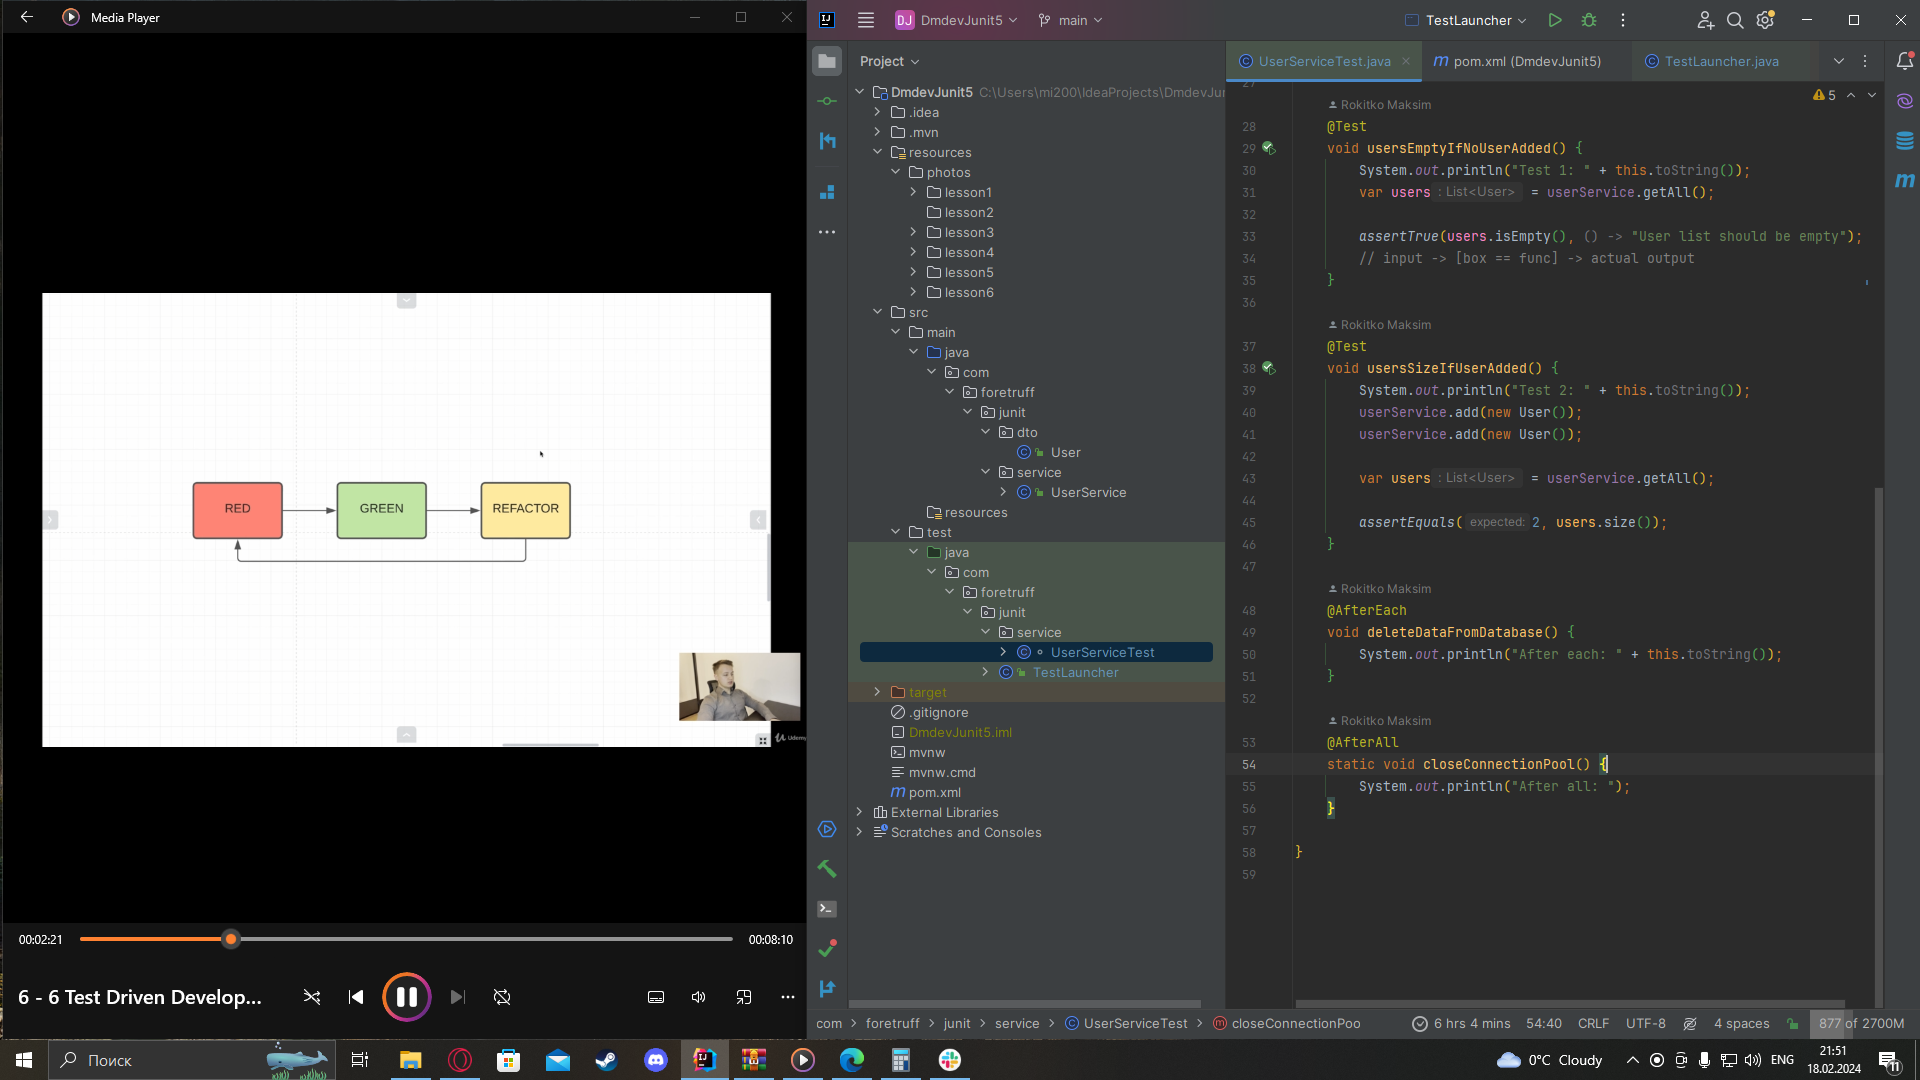 Media Player
RED
GREEN
REFACTOR
00:02:21
00:08:10
6 - 6 Test Driven Develop...
DJ
DmdevJunit5
main
TestLauncher
Project
UserServiceTest.java
pom.xml (DmdevJunit5)
TestLauncher.java
DmdevJunit5 C:\Users\mi200\IdeaProjects\DmdevJun
.idea
.mvn
resources
photos
lesson1
lesson2
lesson3
lesson4
lesson5
lesson6
src
main
java
com
foretruff
junit
dto
User
service
UserService
resources
test
java
com
foretruff
junit
service
UserServiceTest
TestLauncher
target
.gitignore
DmdevJunit5.iml
mvnw
mvnw.cmd
pom.xml
External Libraries
Scratches and Consoles
5
27
Rokitko Maksim
28 @Test
29 void usersEmptyIfNoUserAdded() {
30 System.out.println("Test 1: " + this.toString());
31 var users : List<User> = userService.getAll();
32
33 assertTrue(users.isEmpty(), () -> "User list should be empty");
34 // input -> [box == func] -> actual output
35 }
36
Rokitko Maksim
37 @Test
38 void usersSizeIfUserAdded() {
39 System.out.println("Test 2: " + this.toString());
40 userService.add(new User());
41 userService.add(new User());
42
43 var users : List<User> = userService.getAll();
44
45 assertEquals( expected: 2, users.size());
46 }
47
Rokitko Maksim
48 @AfterEach
49 void deleteDataFromDatabase() {
50 System.out.println("After each: " + this.toString());
51 }
52
Rokitko Maksim
53 @AfterAll
54 static void closeConnectionPool() {
55 System.out.println("After all: ");
56 }
57
58 }
59
com > foretruff > junit > service > UserServiceTest > closeConnectionPoo
6 hrs 4 mins
54:40
CRLF
UTF-8
4 spaces
877 of 2700M
Поиск
0°C Cloudy
ENG
21:51
18.02.2024
11